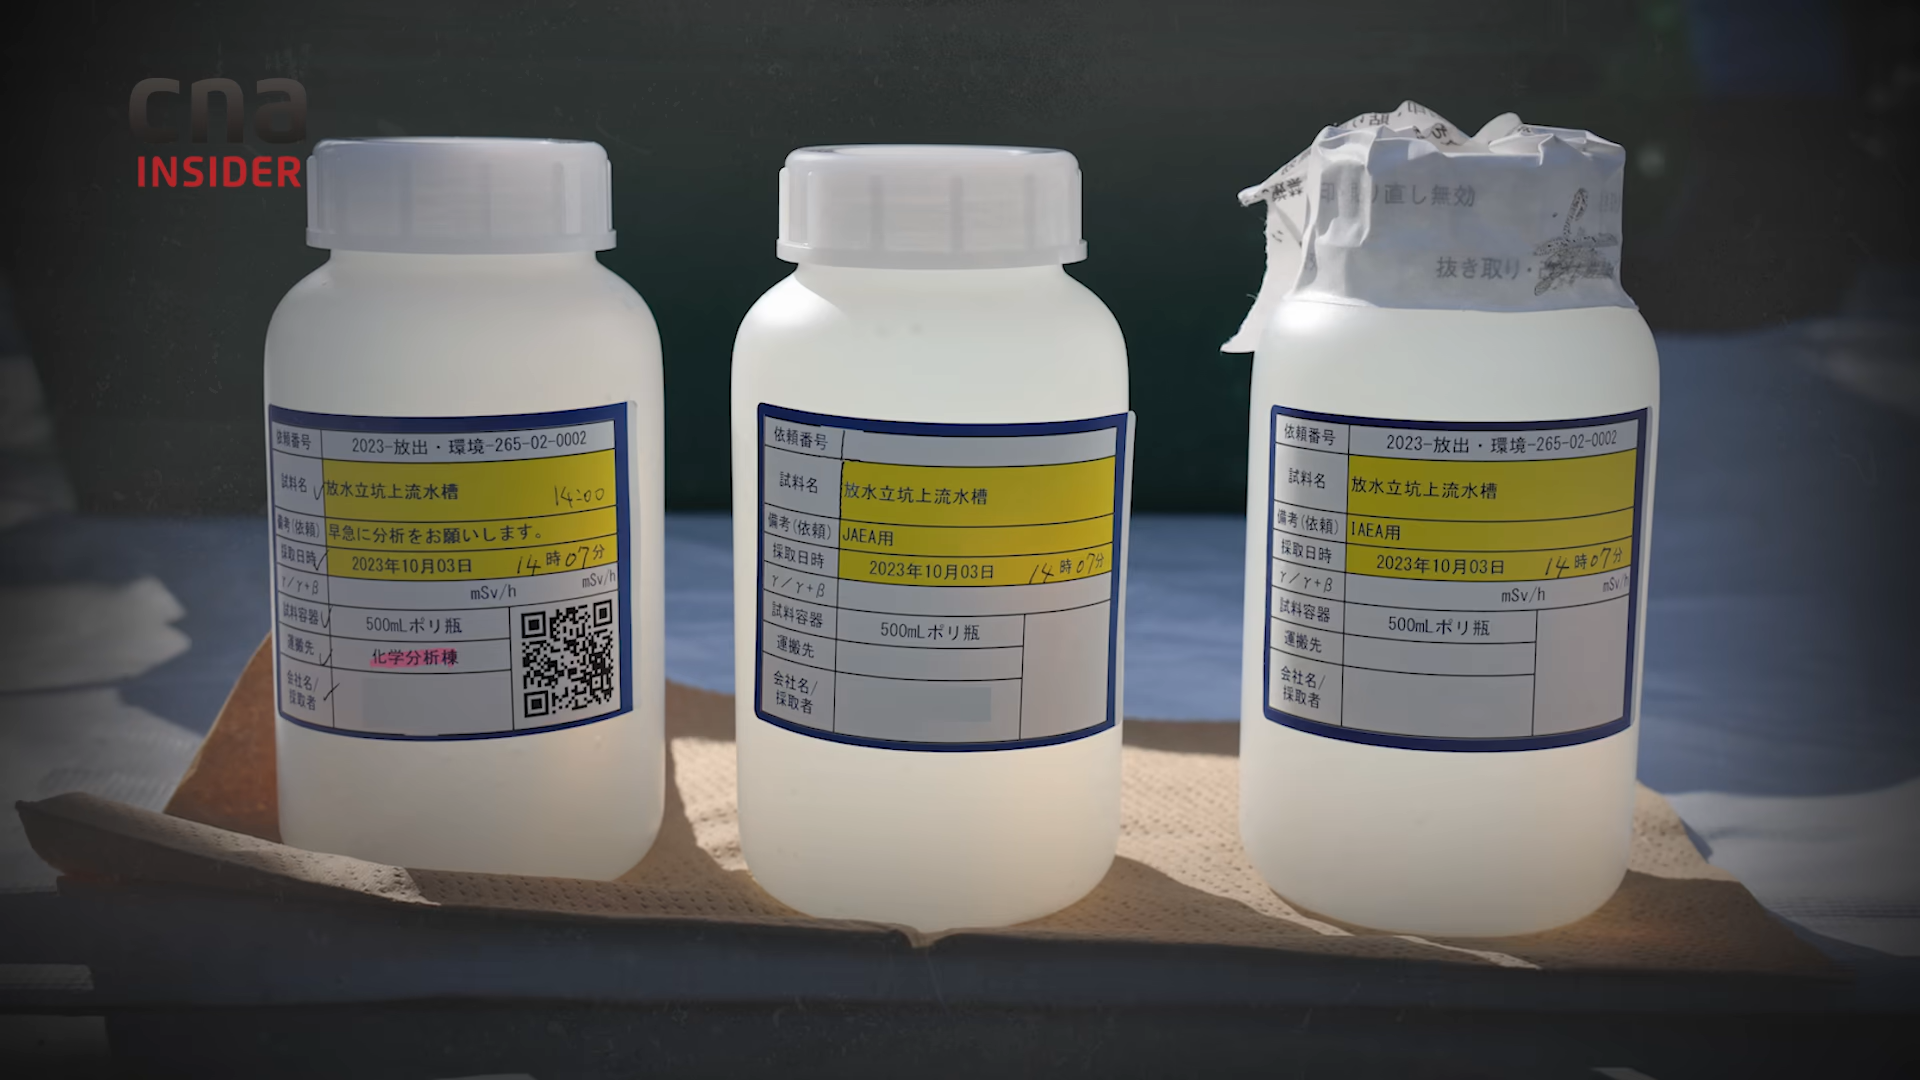 cna
INSIDER
依頼番号 2023-放出・環境-265-02-0002
試料名 放水立坑上流水槽 14:00
備考(依頼) 早急に分析をお願いします。
採取日時 2023年10月03日 14時07分
γ/γ+β mSv/h mSv/h
試料容器 500mLポリ瓶
運搬先 化学分析棟
会社名/
採取者
依頼番号
試料名 放水立坑上流水槽
備考(依頼) JAEA用
採取日時 2023年10月03日 14時07分
γ/γ+β
試料容器 500mLポリ瓶
運搬先
会社名/
採取者
直し無効
抜き取り・
依頼番号 2023-放出・環境-265-02-0002
試料名 放水立坑上流水槽
備考(依頼) IAEA用
採取日時 2023年10月03日 14時07分
γ/γ+β mSv/h mSv/h
試料容器 500mLポリ瓶
運搬先
会社名/
採取者